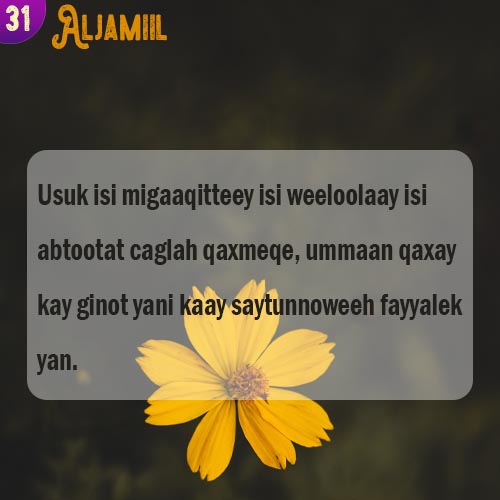 31
Aljamiil
Usuk isi migaaqitteey isi weeloolaay isi
abtootat caglah qaxmeqe, ummaan qaxay
kay ginot yani kaay saytunnoweeh fayyalek
yan.